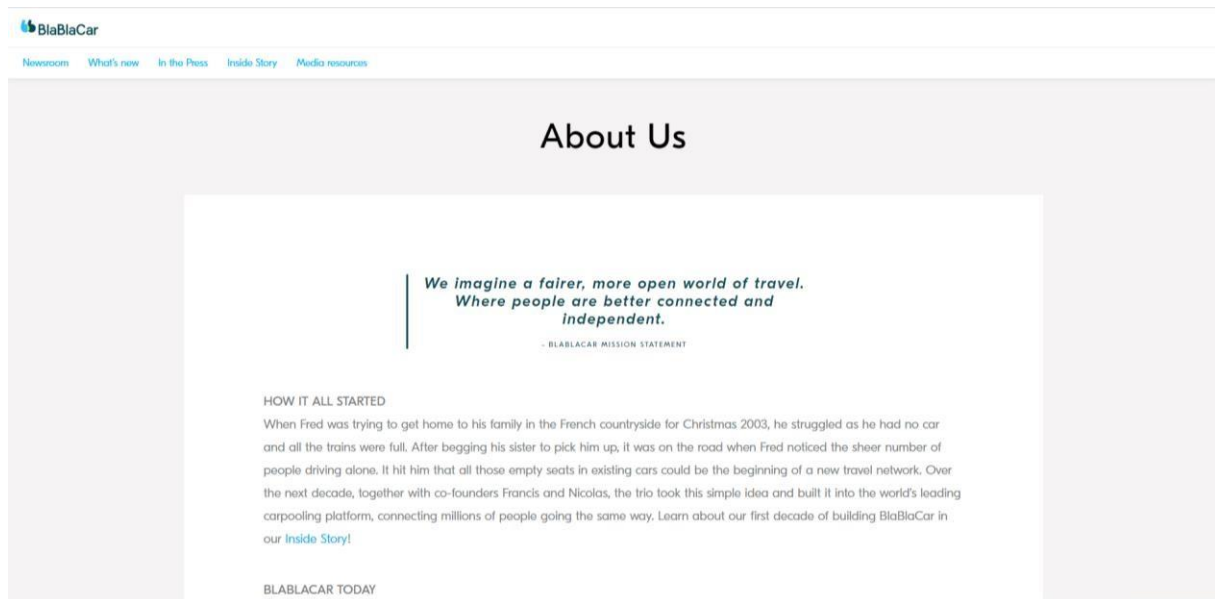 BlaBlaCar
Newsroom What's new In the Press Inside Story Media resources
About Us
We imagine a fairer, more open world of travel.
Where people are better connected and
independent.
- BLABLACAR MISSION STATEMENT
HOW IT ALL STARTED
When Fred was trying to get home to his family in the French countryside for Christmas 2003, he struggled as he had no car
and all the trains were full. After begging his sister to pick him up, it was on the road when Fred noticed the sheer number of
people driving alone. It hit him that all those empty seats in existing cars could be the beginning of a new travel network. Over
the next decade, together with co-founders Francis and Nicolas, the trio took this simple idea and built it into the world's leading
carpooling platform, connecting millions of people going the same way. Learn about our first decade of building BlaBlaCar in
our Inside Story!
BLABLACAR TODAY